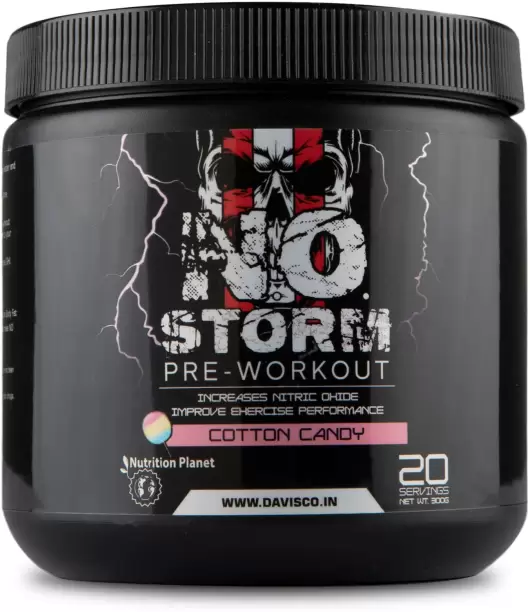 N.O.
STORM
PRE-WORKOUT
INCREASES NITRIC OXIDE
IMPROVE EXERCISE PERFORMANCE
COTTON CANDY
Nutrition Planet
20
SERVINGS
NET WT. 300G
WWW.DAVISCO.IN